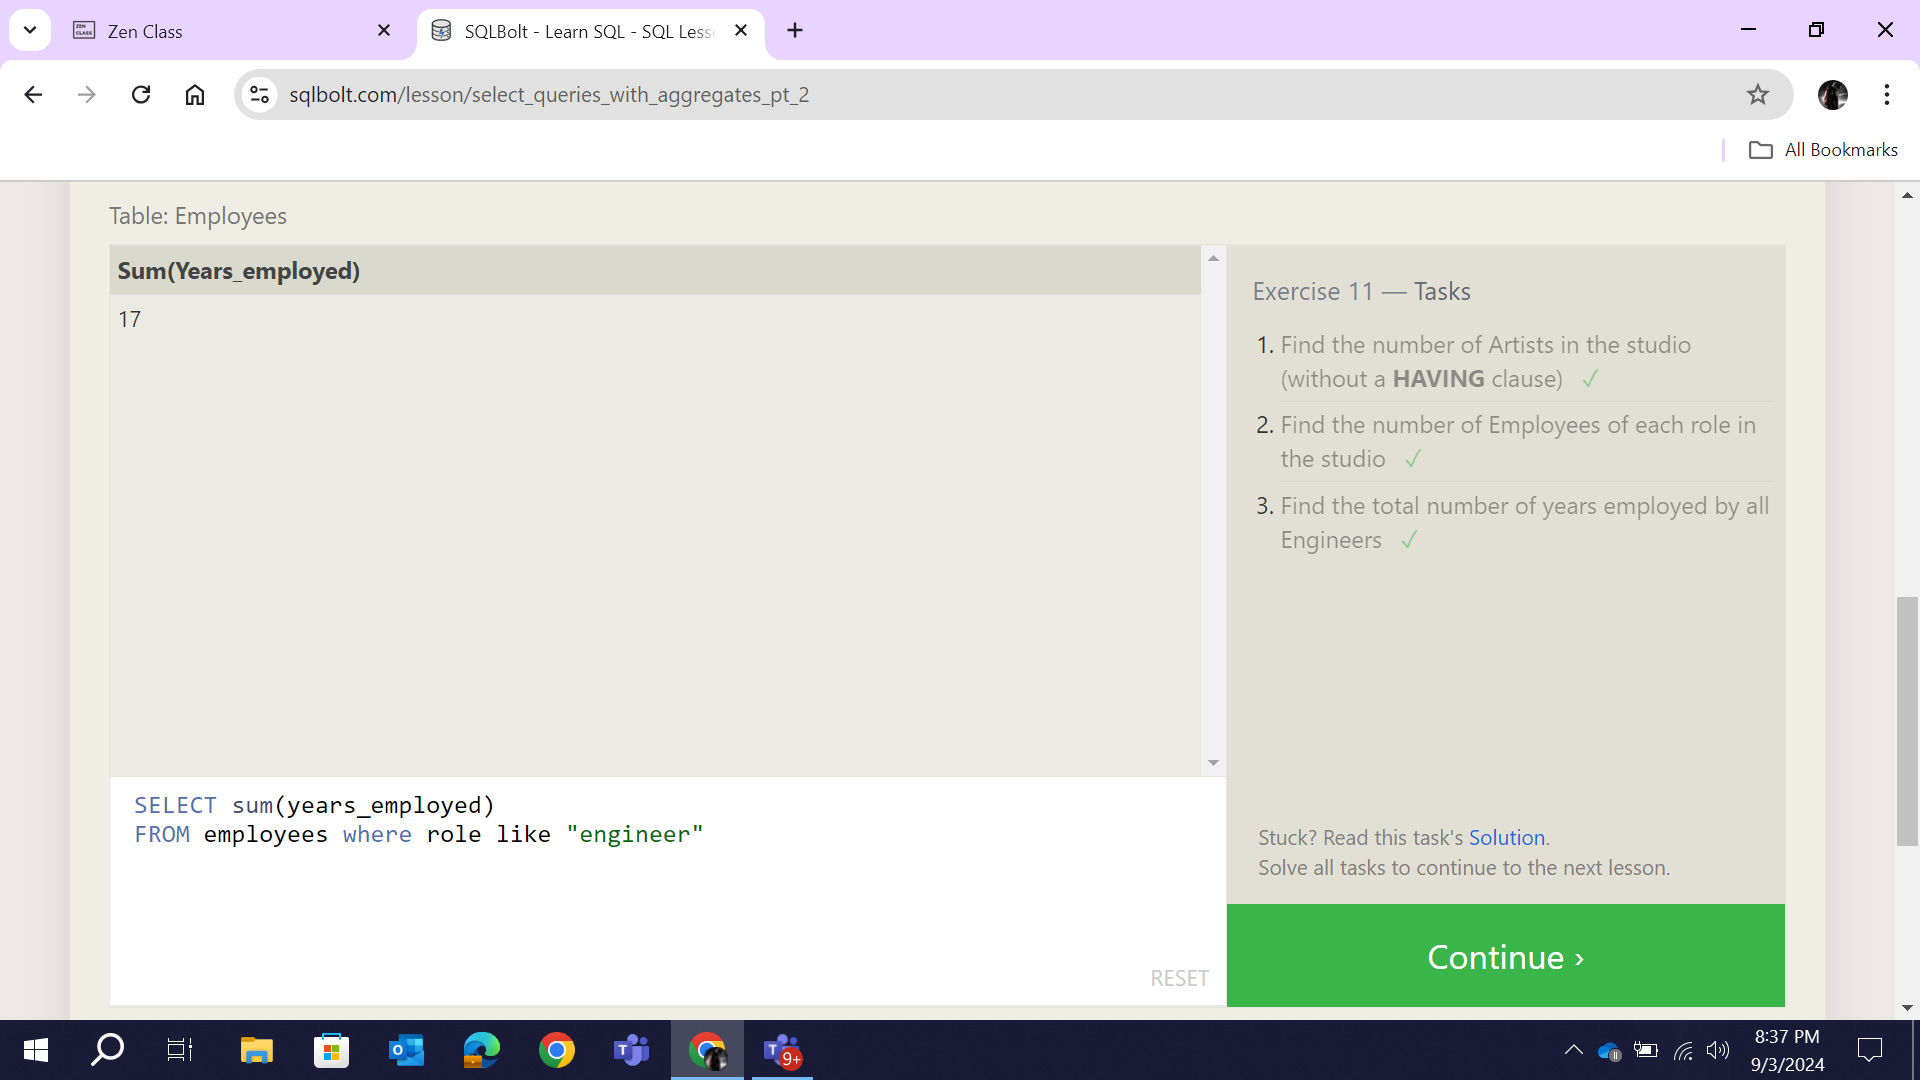 Zen Class
SQLBolt - Learn SQL - SQL Less
sqlbolt.com/lesson/select_queries_with_aggregates_pt_2
All Bookmarks
Table: Employees
Sum(Years_employed)
17
Exercise 11 — Tasks
1. Find the number of Artists in the studio
(without a HAVING clause) ✓
2. Find the number of Employees of each role in
the studio ✓
3. Find the total number of years employed by all
Engineers ✓
SELECT sum(years_employed)
FROM employees where role like "engineer"
RESET
Stuck? Read this task's Solution.
Solve all tasks to continue to the next lesson.
Continue ›
9+
8:37 PM
9/3/2024